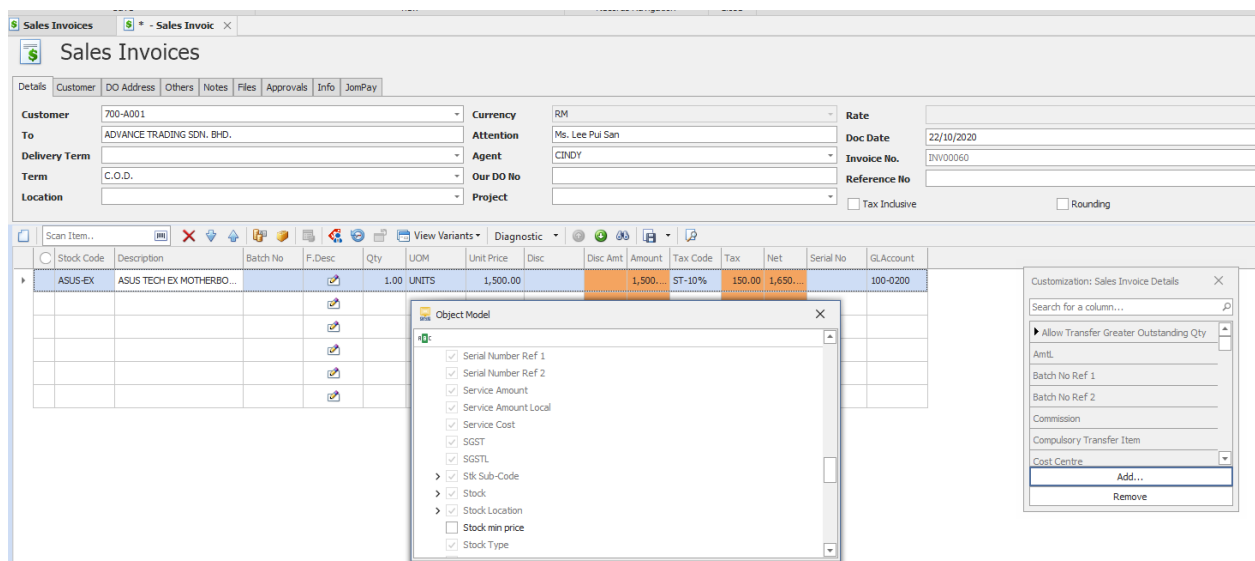 Sales Invoices * - Sales Invoic
Sales Invoices
Details Customer DO Address Others Notes Files Approvals Info JomPay
Customer 700-A001 Currency RM Rate
To ADVANCE TRADING SDN. BHD. Attention Ms. Lee Pui San Doc Date 22/10/2020
Delivery Term Agent CINDY Invoice No. INV00060
Term C.O.D. Our DO No Reference No
Location Project Tax Inclusive Rounding
Scan Item.. View Variants Diagnostic
Stock Code Description Batch No F.Desc Qty UOM Unit Price Disc Disc Amt Amount Tax Code Tax Net Serial No GLAccount
ASUS-EX ASUS TECH EX MOTHERBO... 1.00 UNITS 1,500.00 1,500.... ST-10% 150.00 1,650.... 100-0200
Object Model
Serial Number Ref 1
Serial Number Ref 2
Service Amount
Service Amount Local
Service Cost
SGST
SGSTL
Stk Sub-Code
Stock
Stock Location
Stock min price
Stock Type
Customization: Sales Invoice Details
Search for a column...
Allow Transfer Greater Outstanding Qty
AmtL
Batch No Ref 1
Batch No Ref 2
Commission
Compulsory Transfer Item
Cost Centre
Add...
Remove